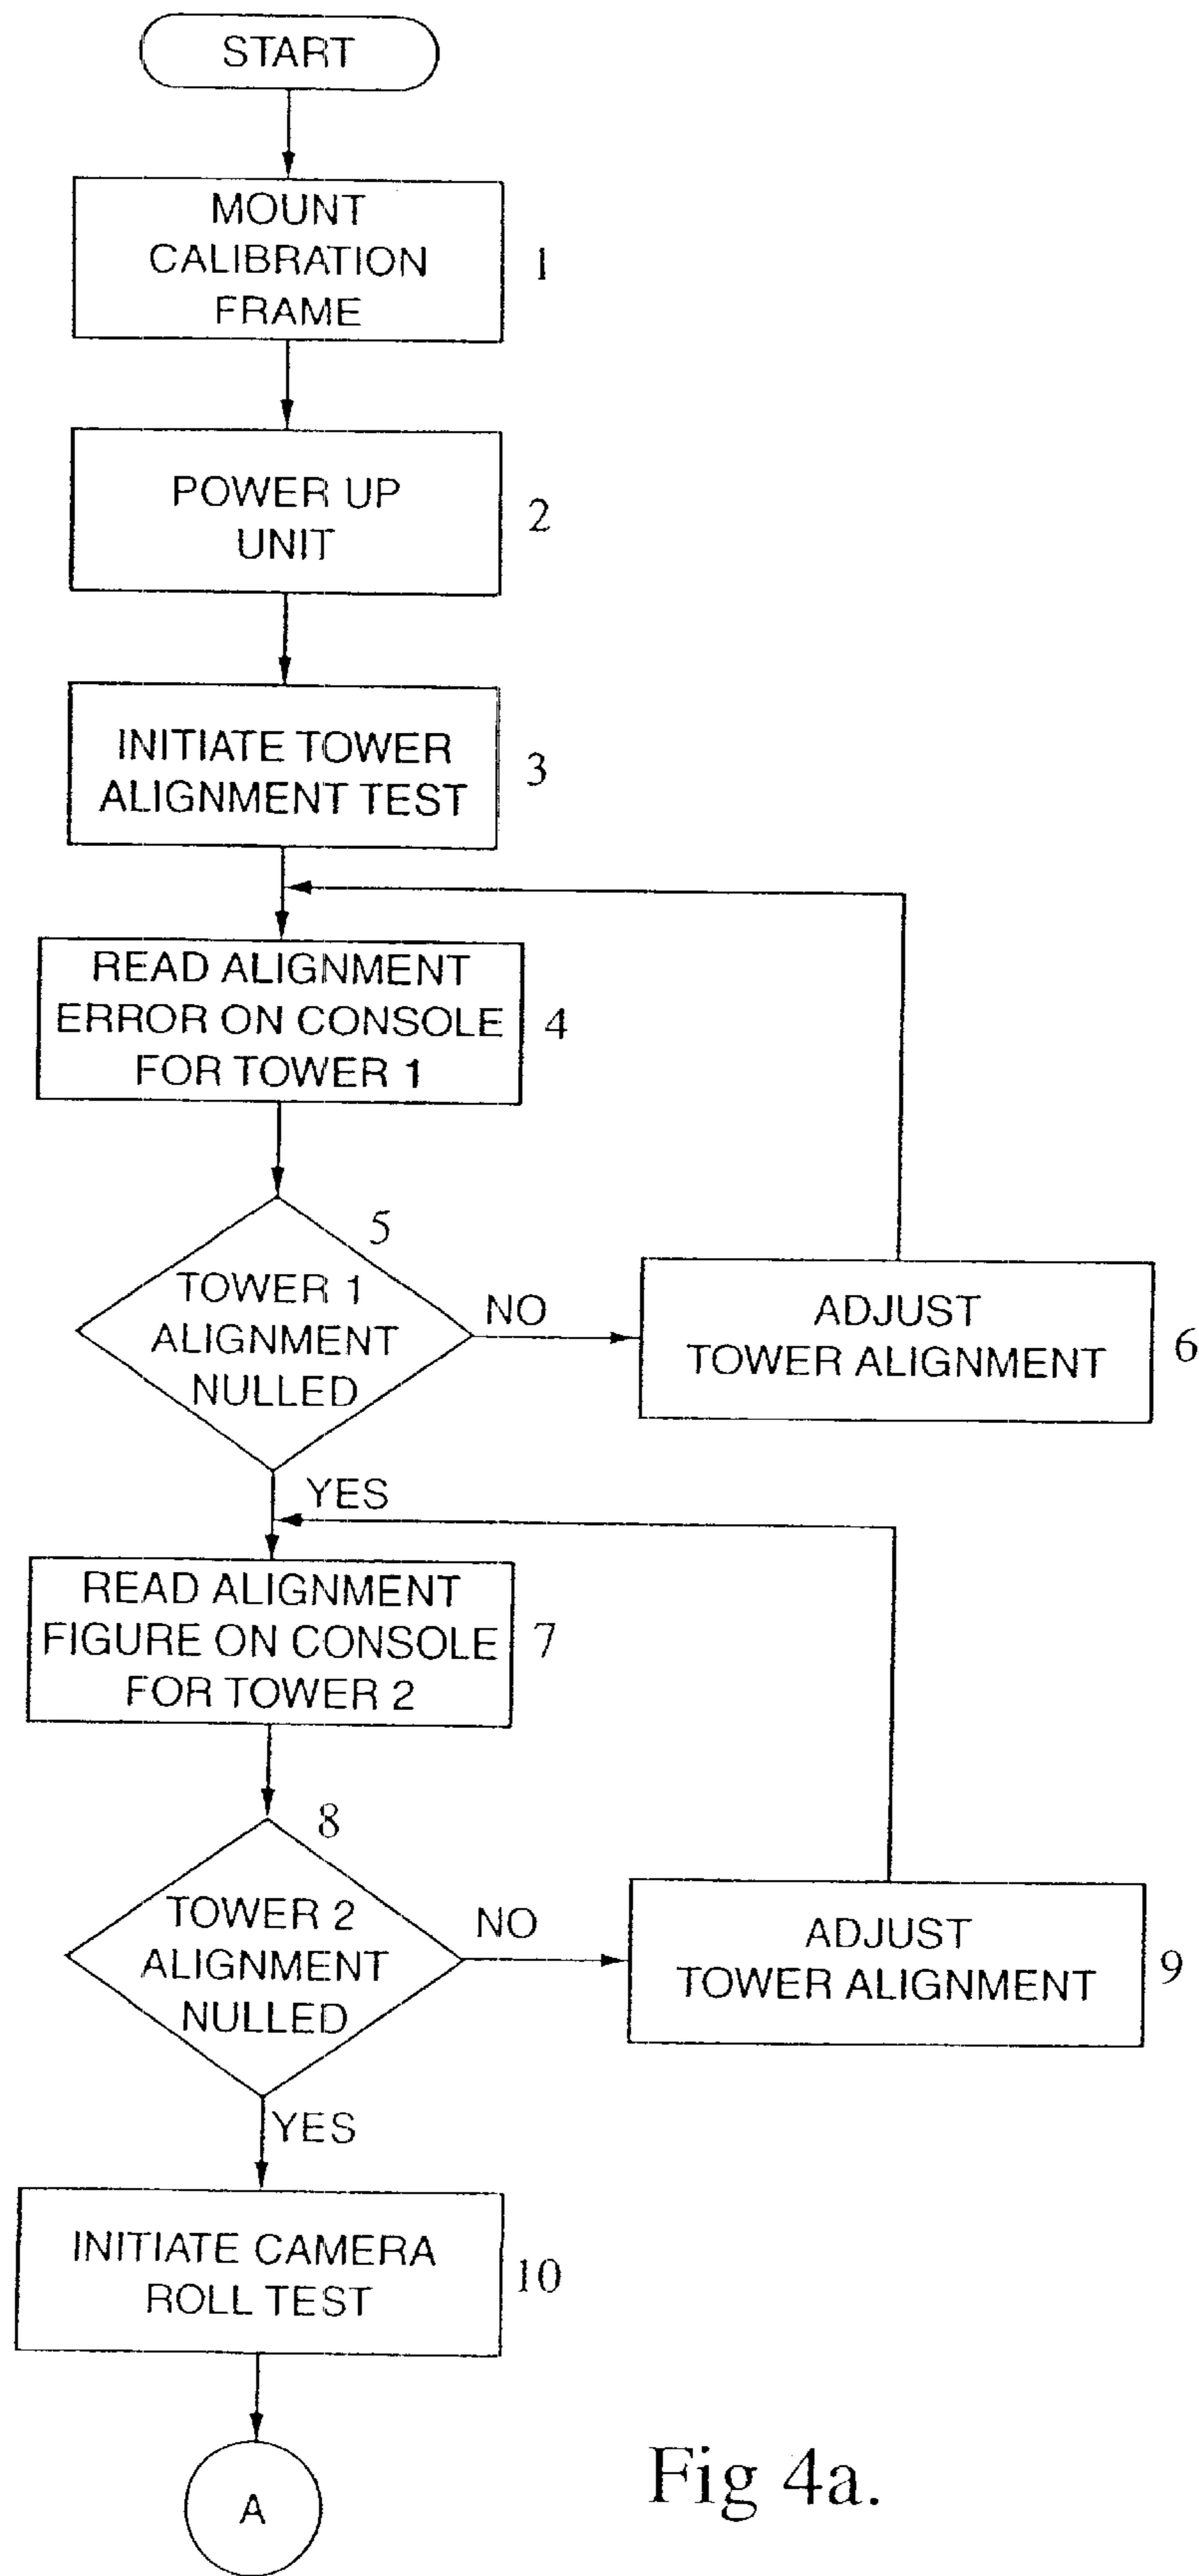 START
MOUNT
CALIBRATION
FRAME
1
POWER UP
UNIT
2
INITIATE TOWER
ALIGNMENT TEST
3
READ ALIGNMENT
ERROR ON CONSOLE
FOR TOWER 1
4
5
TOWER 1
ALIGNMENT
NULLED
NO
ADJUST
TOWER ALIGNMENT
6
YES
READ ALIGNMENT
FIGURE ON CONSOLE
FOR TOWER 2
7
8
TOWER 2
ALIGNMENT
NULLED
NO
ADJUST
TOWER ALIGNMENT
9
YES
INITIATE CAMERA
ROLL TEST
10
A
Fig 4a.